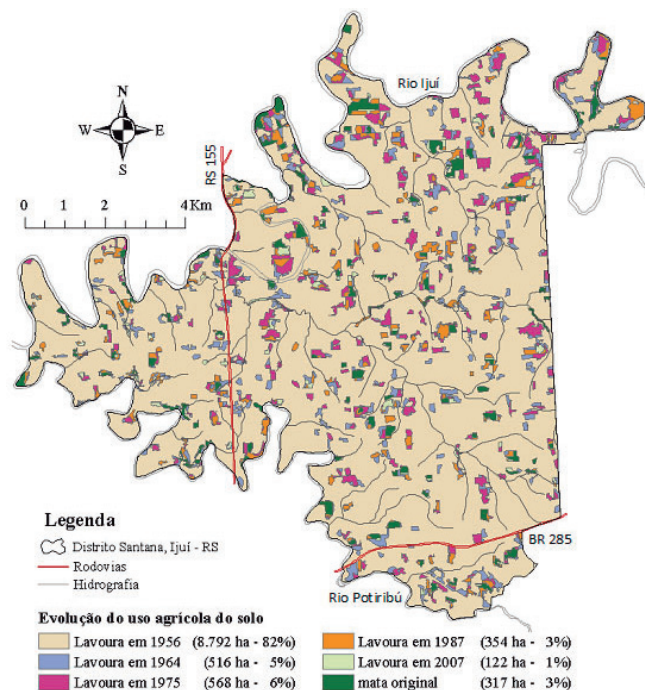 Rio Ijuí
N
W E
S
RS 155
0 2 4 Km
BR 285
Rio Potiribú
Legenda
Distrito Santana, Ijuí - RS
Rodovias
Hidrografia
Evolução do uso agrícola do solo
Lavoura em 1956 (8.792 ha - 82%)
Lavoura em 1964 (516 ha - 5%)
Lavoura em 1975 (568 ha - 6%)
Lavoura em 1987 (354 ha - 3%)
Lavoura em 2007 (122 ha - 1%)
mata original (317 ha - 3%)